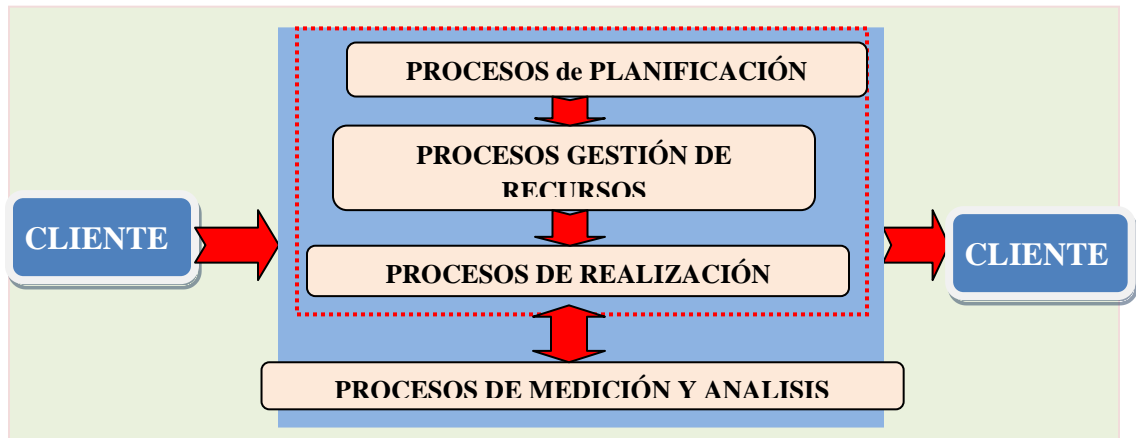 PROCESOS de PLANIFICACIÓN
PROCESOS GESTIÓN DE
RECURSOS
CLIENTE
PROCESOS DE REALIZACIÓN
CLIENTE
PROCESOS DE MEDICIÓN Y ANALISIS